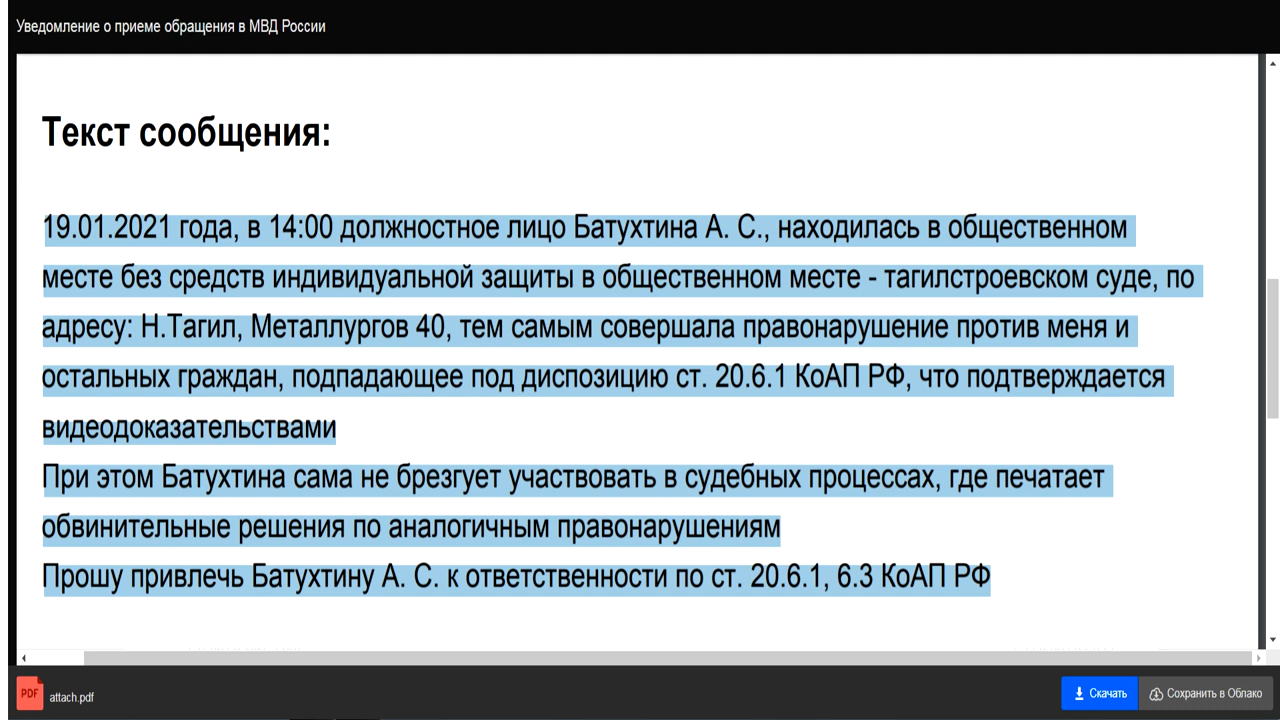 Уведомление о приеме обращения в МВД России
Текст сообщения:
19.01.2021 года, в 14:00 должностное лицо Батухтина А. С., находилась в общественном
месте без средств индивидуальной защиты в общественном месте - тагилстроевском суде, по
адресу: Н.Тагил, Металлургов 40, тем самым совершала правонарушение против меня и
остальных граждан, подпадающее под диспозицию ст. 20.6.1 КоАП РФ, что подтверждается
видеодоказательствами
При этом Батухтина сама не брезгует участвовать в судебных процессах, где печатает
обвинительные решения по аналогичным правонарушениям
Прошу привлечь Батухтину А. С. к ответственности по ст. 20.6.1, 6.3 КоАП РФ
PDF attach.pdf Скачать Сохранить в Облако